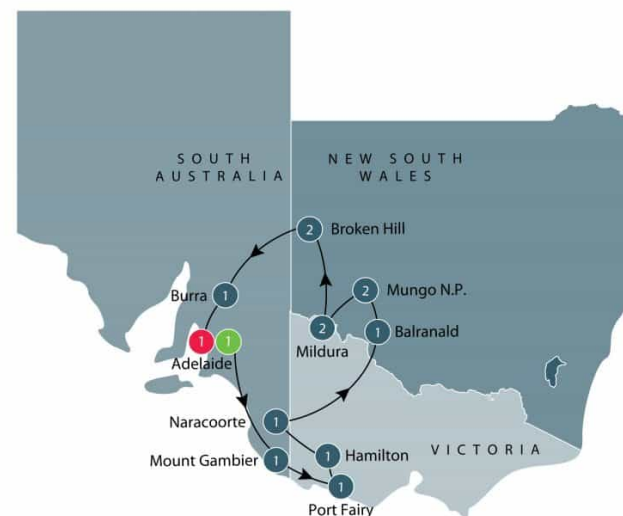 SOUTH
AUSTRALIA
NEW SOUTH
WALES
2 Broken Hill
Burra 1
2 Mungo N.P.
1 1
2
1 Balranald
Adelaide
Mildura
Naracoorte 1
Mount Gambier 1
1 Hamilton
VICTORIA
1
Port Fairy